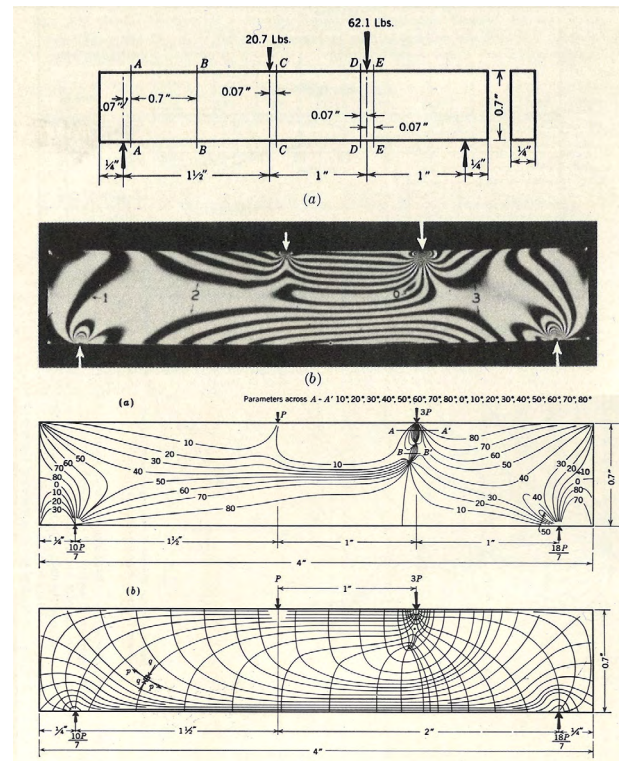 62.1 Lbs.
20.7 Lbs.
A B C D E
.07" 0.7" 0.07" 0.07" 0.07" 0.7"
A B C D E
¼" 1½" 1" 1" ¼" ¼"
(a)
1 2 6 3
(b)
(a) Parameters across A - A' 10°, 20°, 30°, 40°, 50°, 60°, 70°, 80°, 0°, 10°, 20°, 30°, 40°, 50°, 60°, 70°, 80°
P 3P
A A'
10 80
20 B B' 70
50 30 10 60 30
60 40 50 20 10
70 50 40 0
80 60 40 80
0 70 30 70
10 80 20
20 10
30 50
0.7"
¼" 10P/7 1½" 1" 1" 18P/7 ¼"
4"
(b) P 1" 3P
q p
q p
0.7"
¼" 10P/7 1½" 2" 18P/7 ¼"
4"